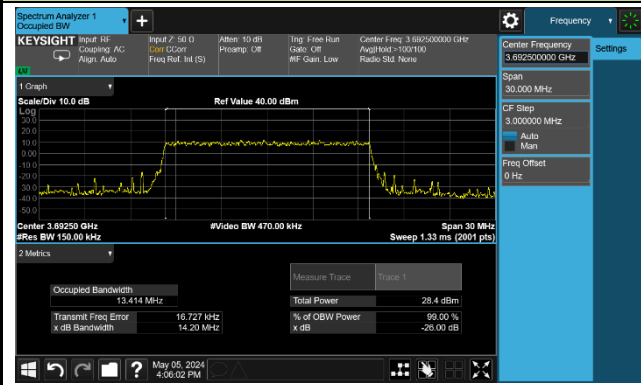 Spectrum Analyzer 1
Occupied BW
Frequency
KEYSIGHT
Input: RF
Coupling: AC
Align: Auto
Input Z: 50 Ω
Corr CCorr
Freq Ref: Int (S)
Atten: 10 dB
Preamp: Off
Trig: Free Run
Gate: Off
#IF Gain: Low
Center Freq: 3.692500000 GHz
Avg|Hold:>100/100
Radio Std: None
LU
Center Frequency
3.692500000 GHz
Settings
Span
30.000 MHz
CF Step
3.000000 MHz
Auto
Man
Freq Offset
0 Hz
1 Graph
Scale/Div 10.0 dB
Ref Value 40.00 dBm
Log
30.0
20.0
10.0
0.00
-10.0
-20.0
-30.0
-40.0
-50.0
Center 3.69250 GHz
#Video BW 470.00 kHz
Span 30 MHz
#Res BW 150.00 kHz
Sweep 1.33 ms (2001 pts)
2 Metrics
Measure Trace
Trace 1
Occupied Bandwidth
13.414 MHz
Total Power
28.4 dBm
Transmit Freq Error
16.727 kHz
% of OBW Power
99.00 %
x dB Bandwidth
14.20 MHz
x dB
-26.00 dB
?
May 05, 2024
4:06:02 PM